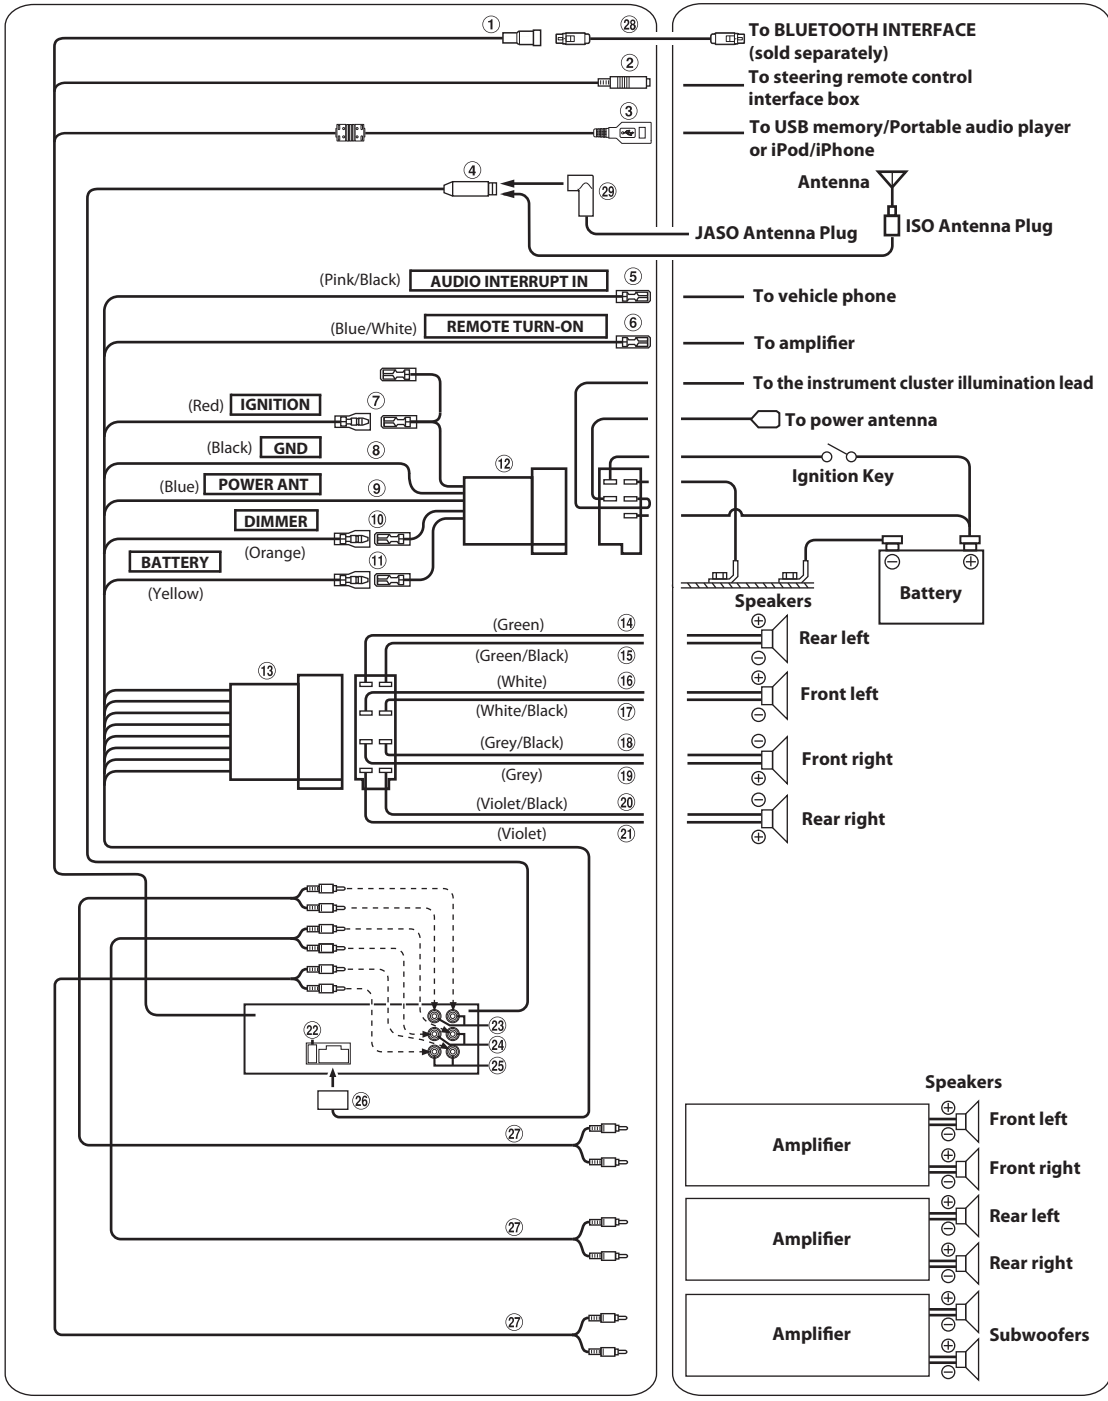 ① ㉘ To BLUETOOTH INTERFACE
(sold separately)
② To steering remote control
interface box
③ To USB memory/Portable audio player
or iPod/iPhone
④ ㉙ Antenna
JASO Antenna Plug ISO Antenna Plug
(Pink/Black) AUDIO INTERRUPT IN ⑤ To vehicle phone
(Blue/White) REMOTE TURN-ON ⑥ To amplifier
To the instrument cluster illumination lead
(Red) IGNITION ⑦ To power antenna
(Black) GND ⑧ ⑫ Ignition Key
(Blue) POWER ANT ⑨
DIMMER ⑩
(Orange)
BATTERY ⑪
(Yellow)
⊖ ⊕
Battery
Speakers
(Green) ⑭ ⊕ Rear left
(Green/Black) ⑮ ⊖
⑬
(White) ⑯ ⊕ Front left
(White/Black) ⑰ ⊖
(Grey/Black) ⑱ ⊖ Front right
(Grey) ⑲ ⊕
(Violet/Black) ⑳ ⊖ Rear right
(Violet) ㉑ ⊕
㉒ ㉓
㉔
㉕
㉖
Speakers
㉗ Amplifier ⊕ Front left
⊖
⊕ Front right
⊖
㉗ Amplifier ⊕ Rear left
⊖
⊕ Rear right
⊖
㉗ Amplifier ⊕
⊖ Subwoofers
⊕
⊖